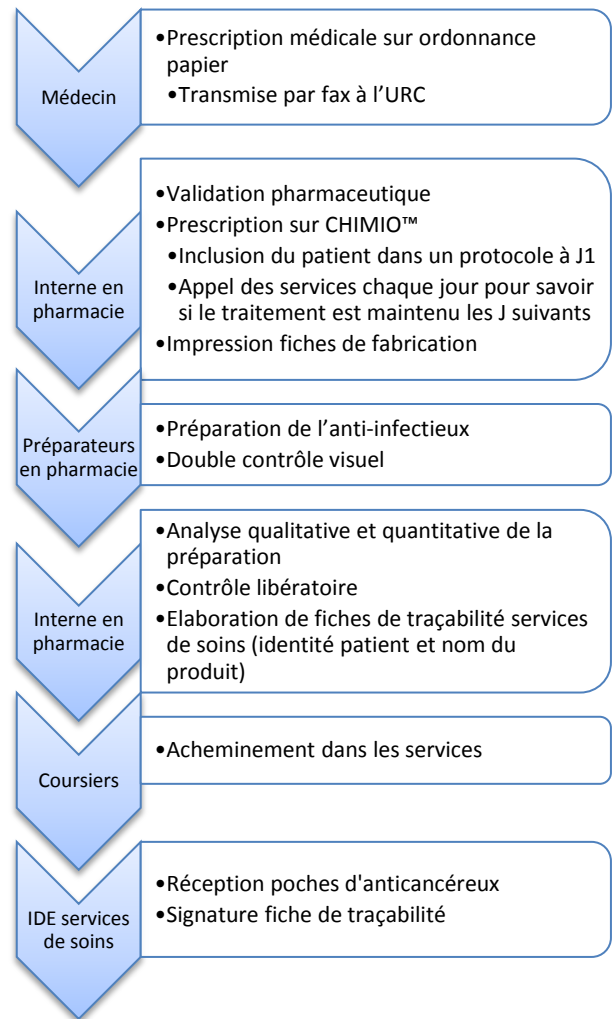 Médecin
•Prescription médicale sur ordonnance
papier
•Transmise par fax à l’URC
Interne en
pharmacie
•Validation pharmaceutique
•Prescription sur CHIMIO™
•Inclusion du patient dans un protocole à J1
•Appel des services chaque jour pour savoir
si le traitement est maintenu les J suivants
•Impression fiches de fabrication
Préparateurs
en pharmacie
•Préparation de l’anti-infectieux
•Double contrôle visuel
Interne en
pharmacie
•Analyse qualitative et quantitative de la
préparation
•Contrôle libératoire
•Elaboration de fiches de traçabilité services
de soins (identité patient et nom du
produit)
Coursiers
•Acheminement dans les services
IDE services
de soins
•Réception poches d'anticancéreux
•Signature fiche de traçabilité